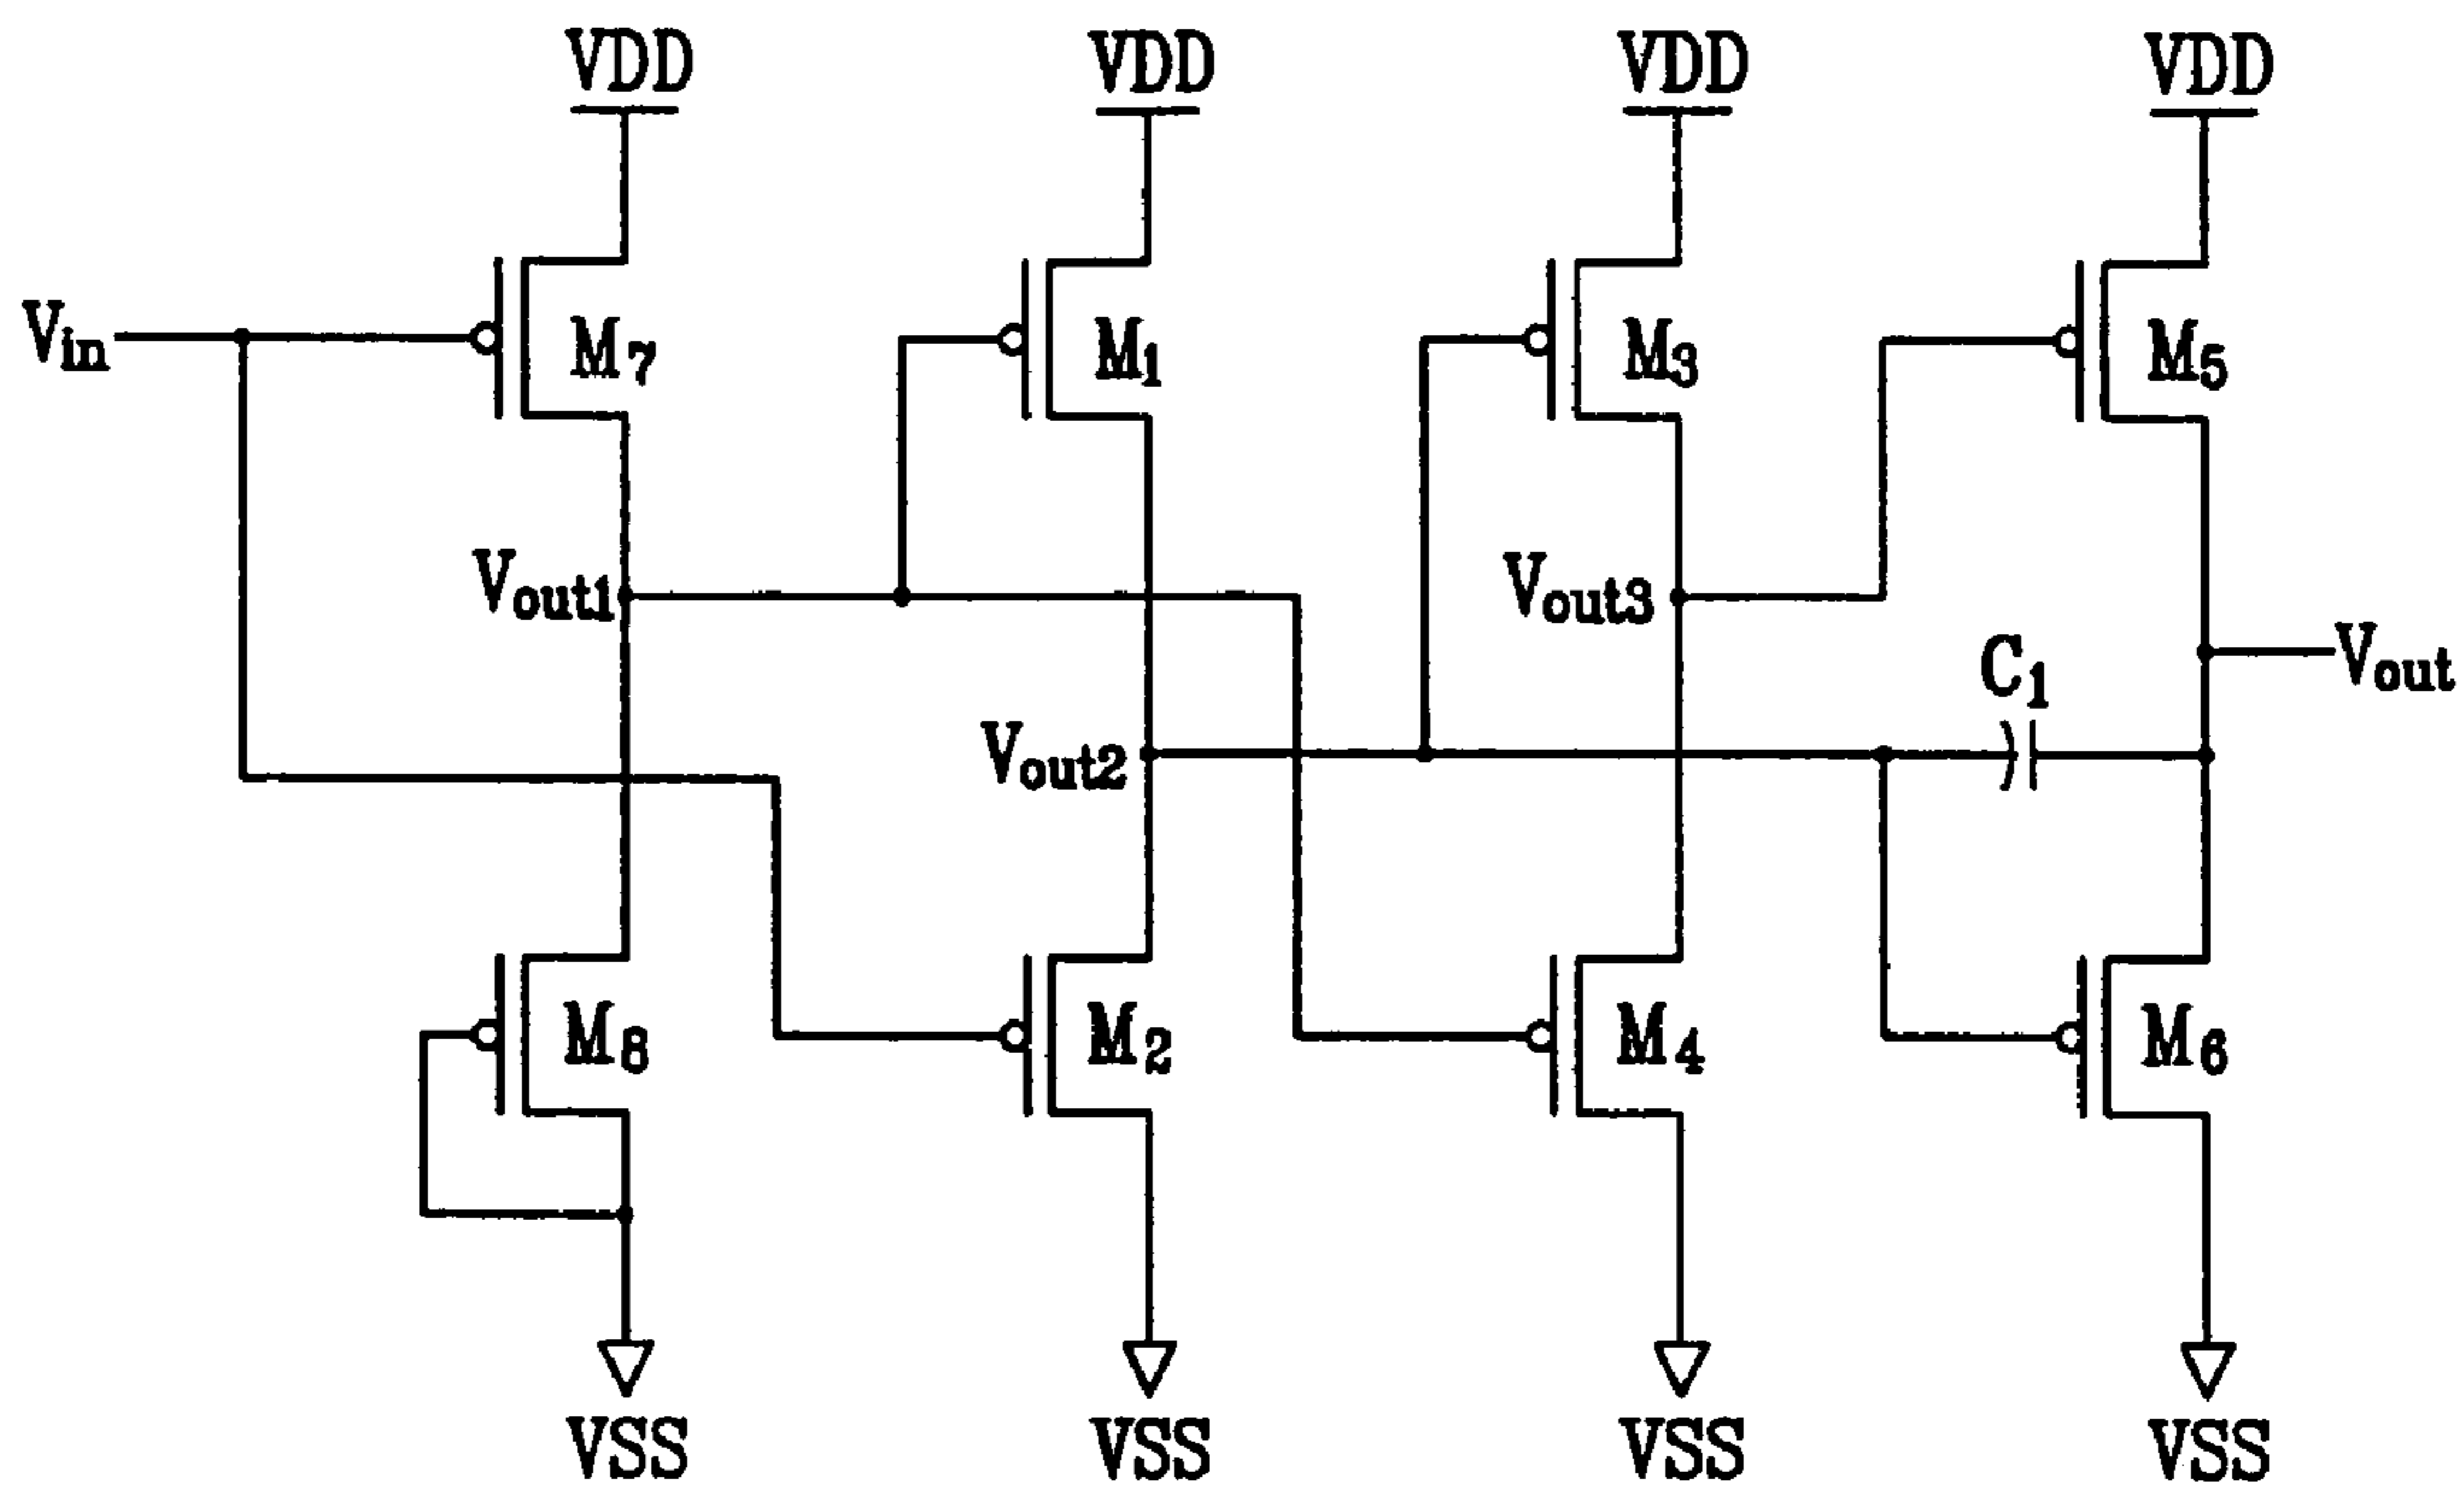 VDD VDD VDD VDD
Vin M7 M1 M3 M5
Vout1 Vout3
C1 Vout
Vout2
M8 M2 M4 M6
VSS VSS VSS VSS